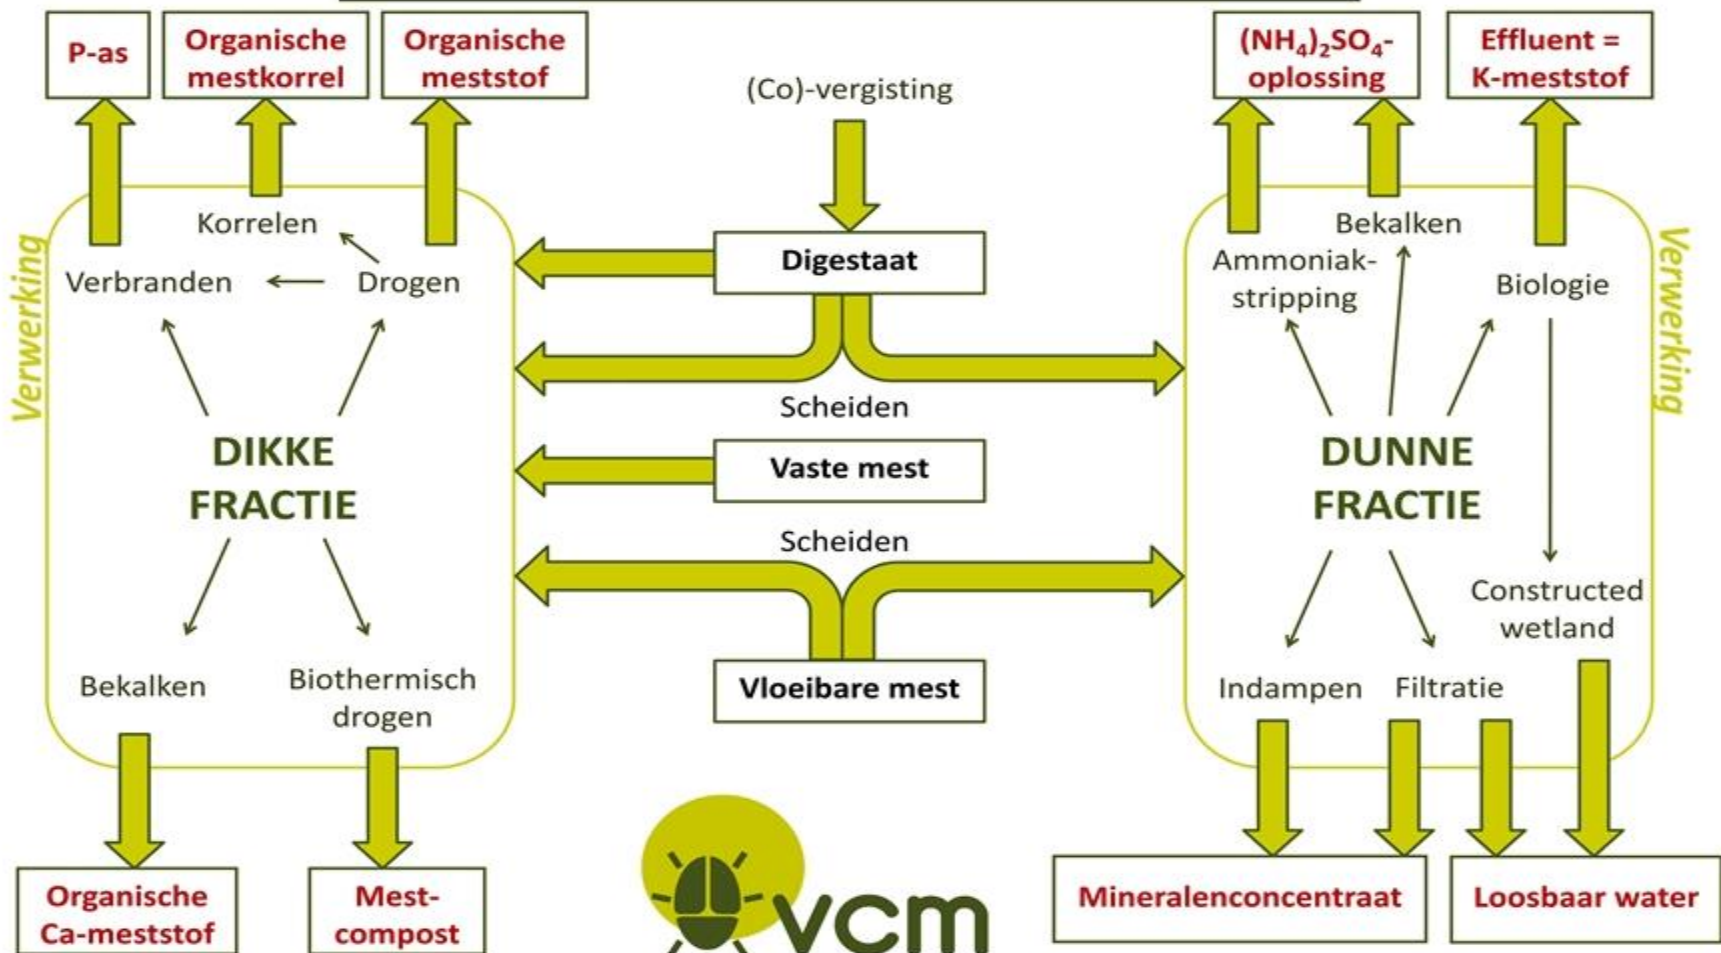 P-as
Organische
mestkorrel
Organische
meststof
(Co)-vergisting
(NH₄)₂SO₄-
oplossing
Effluent =
K-meststof
Verwerking
Korrelen
Verbranden
Drogen
DIKKE
FRACTIE
Bekalken
Biothermisch
drogen
Digestaat
Scheiden
Vaste mest
Scheiden
Vloeibare mest
Bekalken
Ammoniak-
stripping
Biologie
DUNNE
FRACTIE
Constructed
wetland
Indampen
Filtratie
Verwerking
Organische
Ca-meststof
Mest-
compost
vcm
Mineralenconcentraat
Loosbaar water